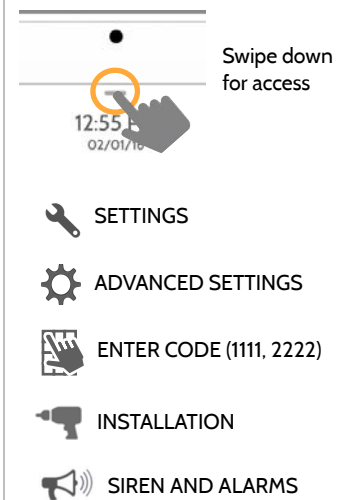 Swipe down
for access
12:55
02/01/1
SETTINGS
ADVANCED SETTINGS
ENTER CODE (1111, 2222)
INSTALLATION
SIREN AND ALARMS